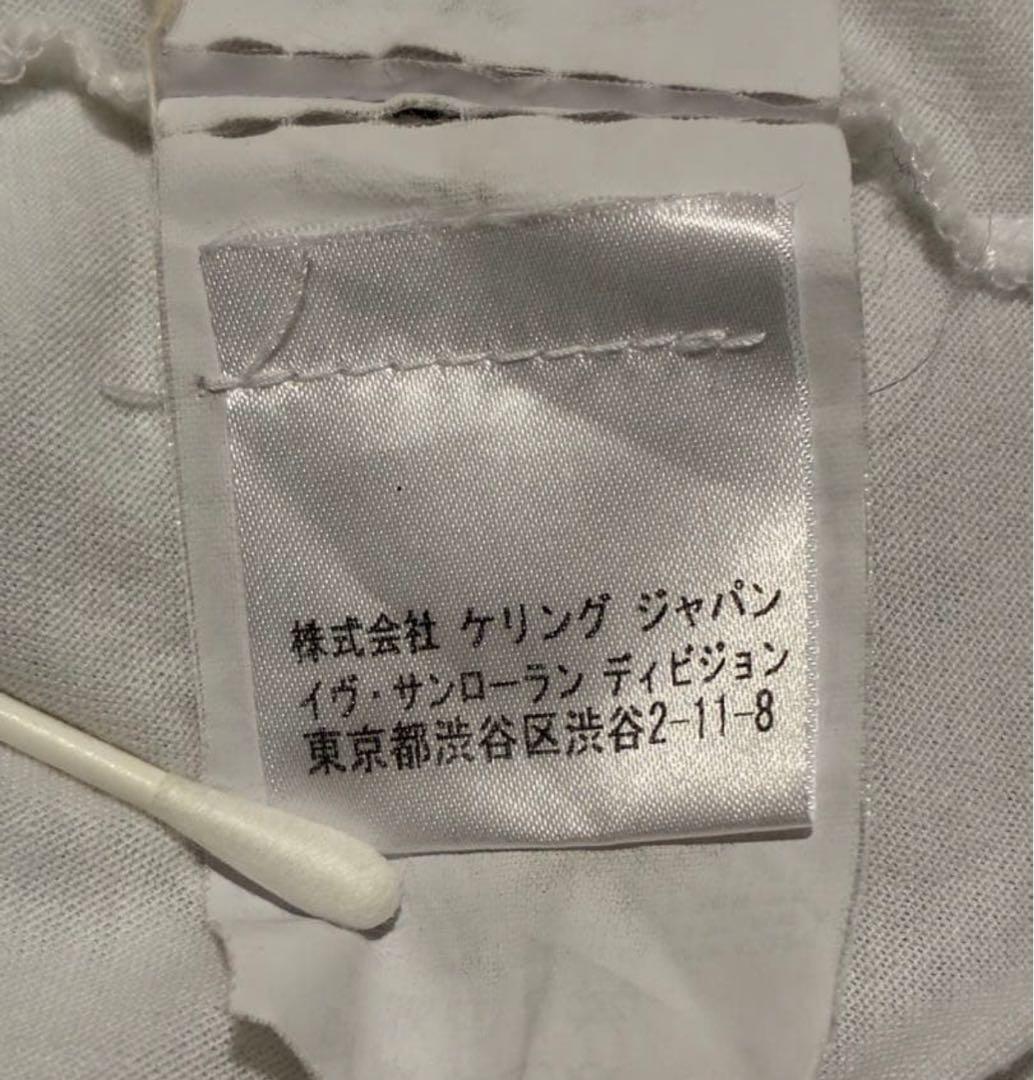 株式会社 ケリング ジャパン
イヴ・サンローラン ディビジョン
東京都渋谷区渋谷2-11-8